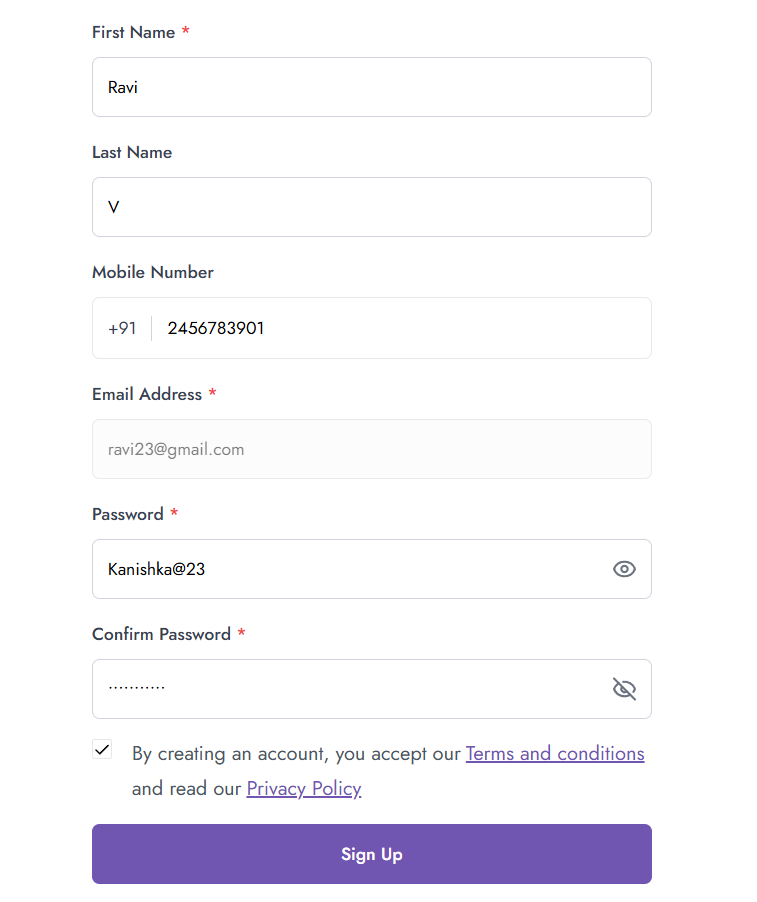 First Name *
Ravi
Last Name
V
Mobile Number
+91 2456783901
Email Address *
ravi23@gmail.com
Password *
Kanishka@23
Confirm Password *
···········
By creating an account, you accept our Terms and conditions
and read our Privacy Policy
Sign Up